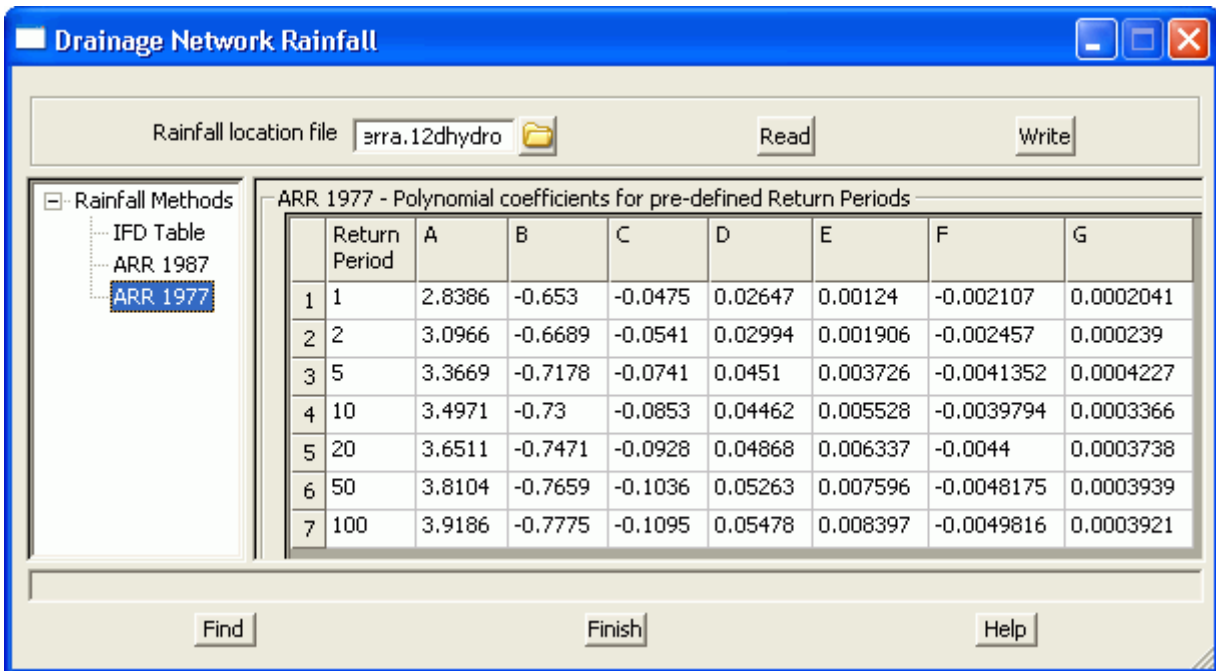 Drainage Network Rainfall
Rainfall location file erra.12dhydro Read Write
Rainfall Methods
IFD Table
ARR 1987
ARR 1977
ARR 1977 - Polynomial coefficients for pre-defined Return Periods
Return Period A B C D E F G
1 1 2.8386 -0.653 -0.0475 0.02647 0.00124 -0.002107 0.0002041
2 2 3.0966 -0.6689 -0.0541 0.02994 0.001906 -0.002457 0.000239
3 5 3.3669 -0.7178 -0.0741 0.0451 0.003726 -0.0041352 0.0004227
4 10 3.4971 -0.73 -0.0853 0.04462 0.005528 -0.0039794 0.0003366
5 20 3.6511 -0.7471 -0.0928 0.04868 0.006337 -0.0044 0.0003738
6 50 3.8104 -0.7659 -0.1036 0.05263 0.007596 -0.0048175 0.0003939
7 100 3.9186 -0.7775 -0.1095 0.05478 0.008397 -0.0049816 0.0003921
Find Finish Help